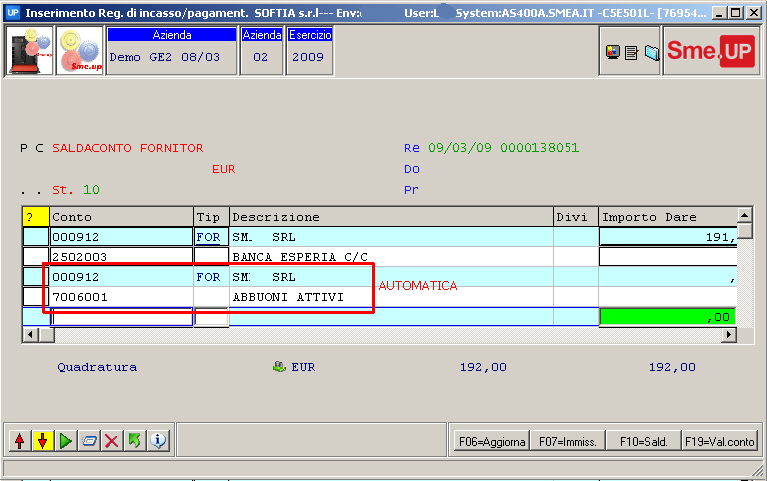 UP Inserimento Reg. di incasso/pagament. SOFTIA s.r.l--- Env: User:L System:AS400A.SMEA.IT -C5E501L- [76954...
Sme.up
Azienda Azienda Esercizio
Demo GE2 08/03 02 2009
Sme.UP
P C SALDACONTO FORNITOR Re 09/03/09 0000138051
EUR Do
. . St. 10 Pr
? Conto Tip Descrizione Divi Importo Dare
000912 FOR SM. SRL 191,
2502003 BANCA ESPERIA C/C
000912 FOR SM SRL ,
AUTOMATICA
7006001 ABBUONI ATTIVI
,00
Quadratura EUR 192,00 192,00
F06=Aggiorna F07=Immiss. F10=Sald. F19=Val.conto